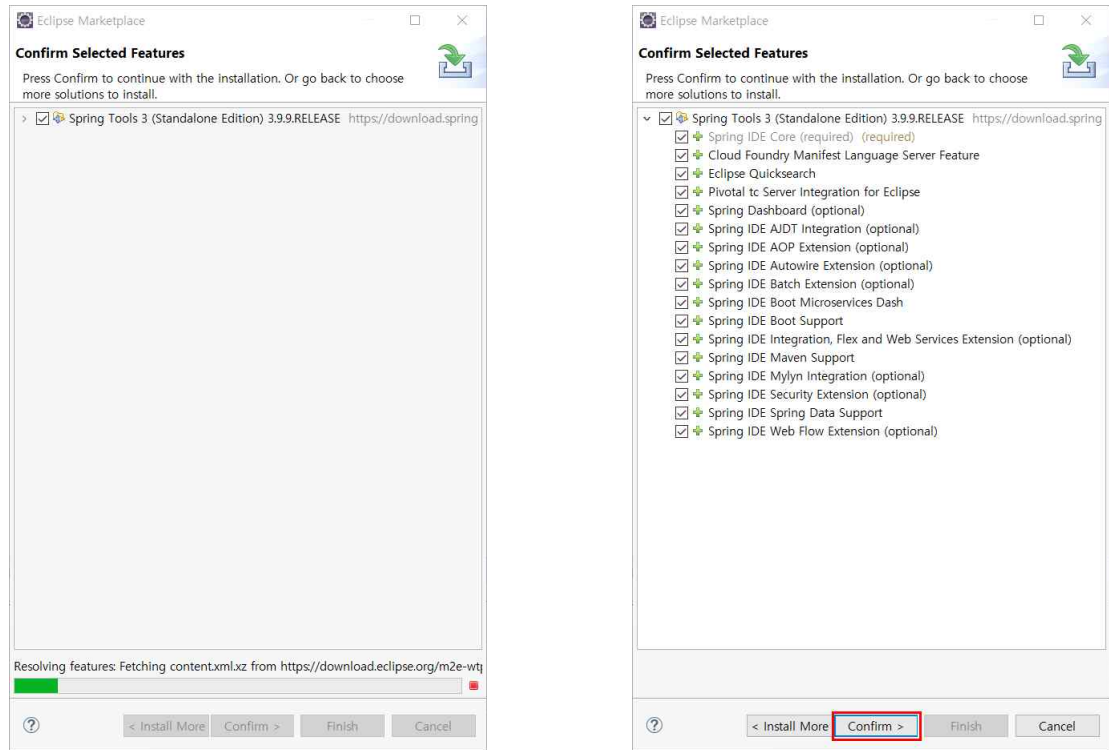 Eclipse Marketplace
Confirm Selected Features
Press Confirm to continue with the installation. Or go back to choose
more solutions to install.
Spring Tools 3 (Standalone Edition) 3.9.9.RELEASE https://download.spring
Resolving features: Fetching content.xml.xz from https://download.eclipse.org/m2e-wtp
< Install More
Confirm >
Finish
Cancel
Eclipse Marketplace
Confirm Selected Features
Press Confirm to continue with the installation. Or go back to choose
more solutions to install.
Spring Tools 3 (Standalone Edition) 3.9.9.RELEASE https://download.spring
Spring IDE Core (required) (required)
Cloud Foundry Manifest Language Server Feature
Eclipse Quicksearch
Pivotal tc Server Integration for Eclipse
Spring Dashboard (optional)
Spring IDE AJDT Integration (optional)
Spring IDE AOP Extension (optional)
Spring IDE Autowire Extension (optional)
Spring IDE Batch Extension (optional)
Spring IDE Boot Microservices Dash
Spring IDE Boot Support
Spring IDE Integration, Flex and Web Services Extension (optional)
Spring IDE Maven Support
Spring IDE Mylyn Integration (optional)
Spring IDE Security Extension (optional)
Spring IDE Spring Data Support
Spring IDE Web Flow Extension (optional)
< Install More
Confirm >
Finish
Cancel